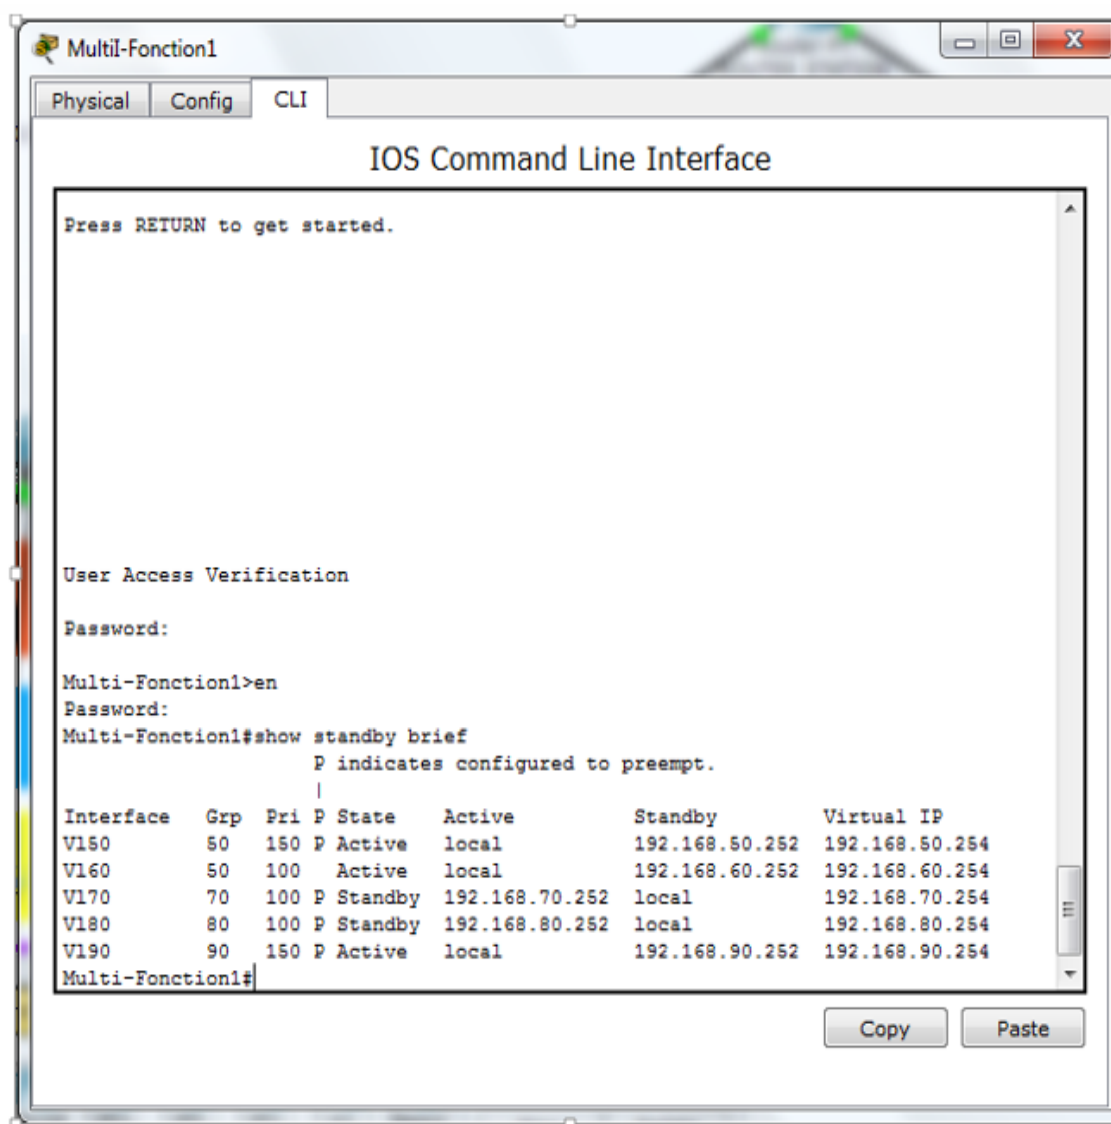 MultiI-Fonction1
Physical Config CLI
IOS Command Line Interface
Press RETURN to get started.
User Access Verification
Password:
Multi-Fonction1>en
Password:
Multi-Fonction1#show standby brief
P indicates configured to preempt.
|
Interface Grp Pri P State Active Standby Virtual IP
Vl50 50 150 P Active local 192.168.50.252 192.168.50.254
Vl60 50 100 Active local 192.168.60.252 192.168.60.254
Vl70 70 100 P Standby 192.168.70.252 local 192.168.70.254
Vl80 80 100 P Standby 192.168.80.252 local 192.168.80.254
Vl90 90 150 P Active local 192.168.90.252 192.168.90.254
Multi-Fonction1#
Copy Paste